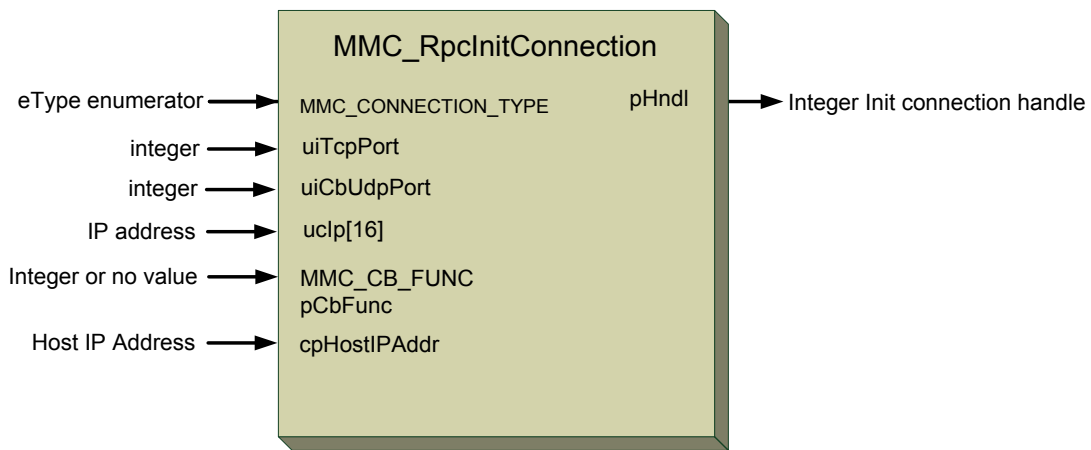 MMC_RpcInitConnection
eType enumerator
MMC_CONNECTION_TYPE
pHndl
Integer Init connection handle
integer
uiTcpPort
integer
uiCbUdpPort
IP address
ucIp[16]
Integer or no value
MMC_CB_FUNC
pCbFunc
Host IP Address
cpHostIPAddr